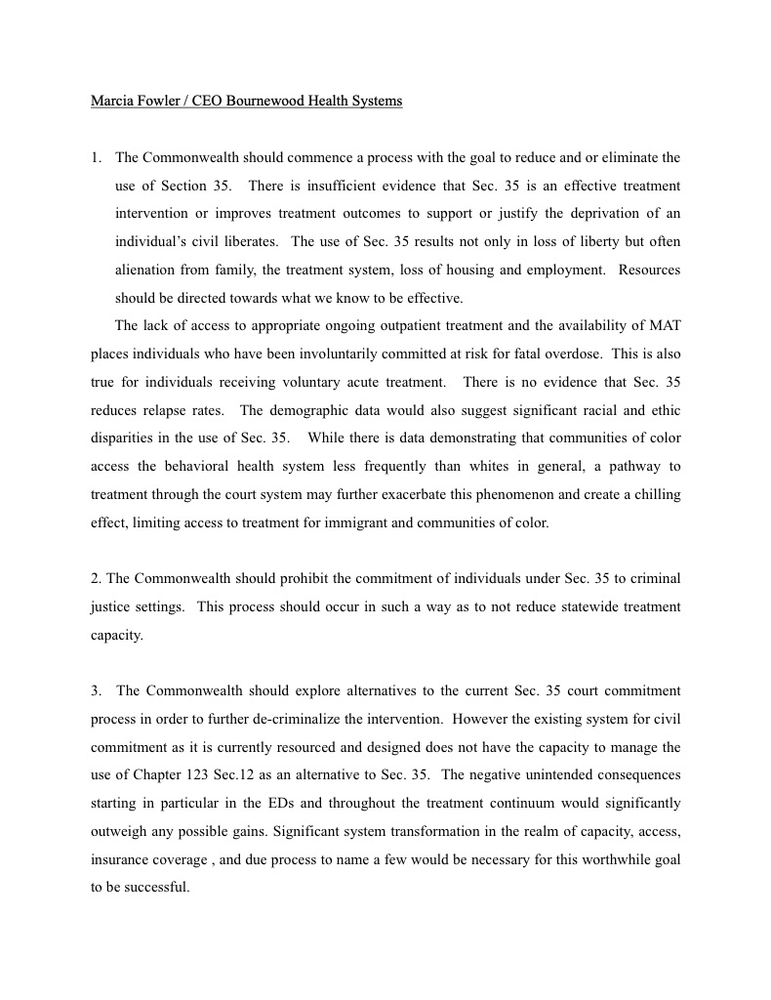 Marcia Fowler / CEO Bournewood Health Systems
1. The Commonwealth should commence a process with the goal to reduce and or eliminate the
use of Section 35. There is insufficient evidence that Sec. 35 is an effective treatment
intervention or improves treatment outcomes to support or justify the deprivation of an
individual's civil liberates. The use of Sec. 35 results not only in loss of liberty but often
alienation from family, the treatment system, loss of housing and employment. Resources
should be directed towards what we know to be effective.
The lack of access to appropriate ongoing outpatient treatment and the availability of MAT
places individuals who have been involuntarily committed at risk for fatal overdose. This is also
true for individuals receiving voluntary acute treatment. There is no evidence that Sec. 35
reduces relapse rates. The demographic data would also suggest significant racial and ethic
disparities in the use of Sec. 35. While there is data demonstrating that communities of color
access the behavioral health system less frequently than whites in general, a pathway to
treatment through the court system may further exacerbate this phenomenon and create a chilling
effect, limiting access to treatment for immigrant and communities of color.
2. The Commonwealth should prohibit the commitment of individuals under Sec. 35 to criminal
justice settings. This process should occur in such a way as to not reduce statewide treatment
capacity.
3. The Commonwealth should explore alternatives to the current Sec. 35 court commitment
process in order to further de-criminalize the intervention. However the existing system for civil
commitment as it is currently resourced and designed does not have the capacity to manage the
use of Chapter 123 Sec.12 as an alternative to Sec. 35. The negative unintended consequences
starting in particular in the EDs and throughout the treatment continuum would significantly
outweigh any possible gains. Significant system transformation in the realm of capacity, access,
insurance coverage , and due process to name a few would be necessary for this worthwhile goal
to be successful.